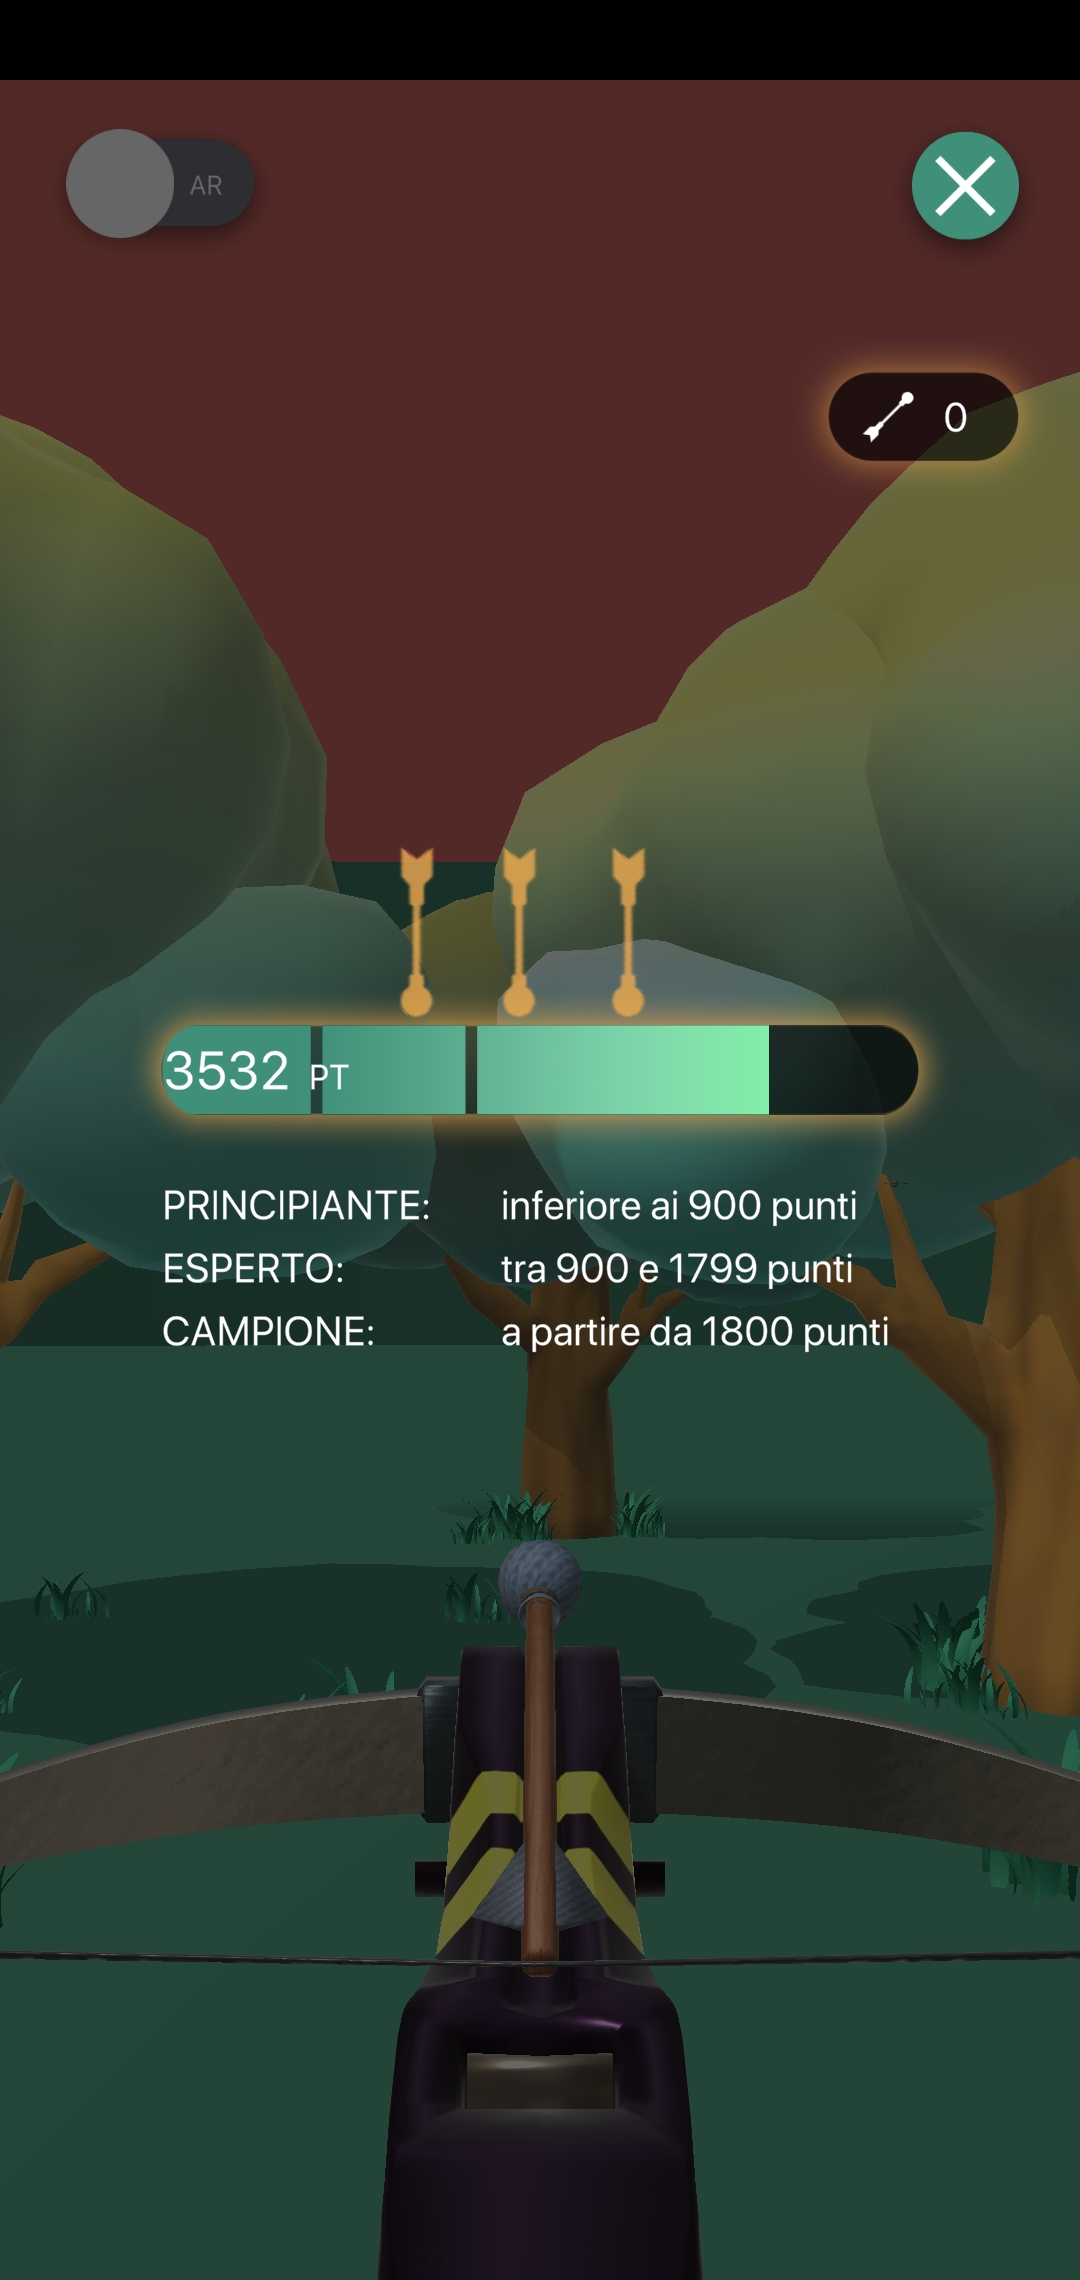 AR
0
3532 PT
PRINCIPIANTE: inferiore ai 900 punti
ESPERTO: tra 900 e 1799 punti
CAMPIONE: a partire da 1800 punti